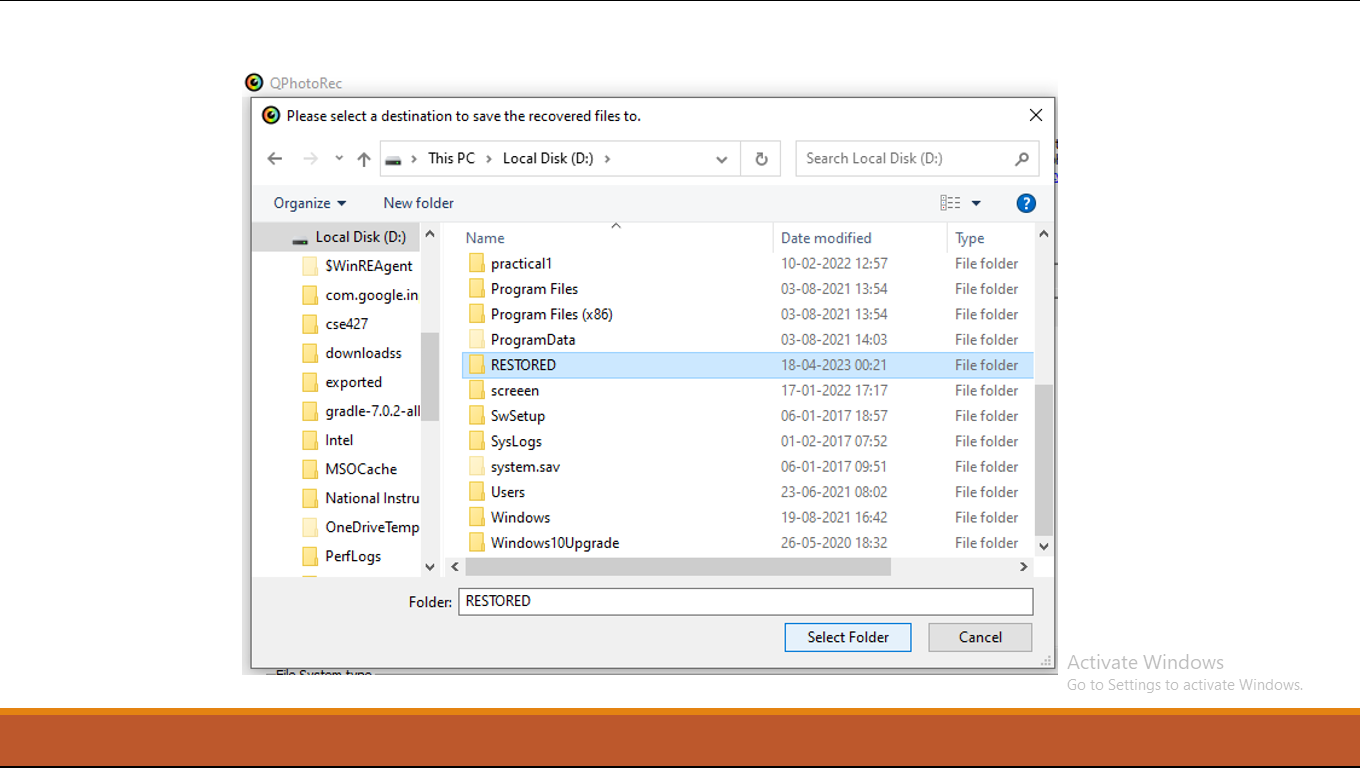 QPhotoRec
Please select a destination to save the recovered files to.
This PC > Local Disk (D:) >
Search Local Disk (D:)
Organize
New folder
?
Local Disk (D:)
$WinREAgent
com.google.in
cse427
downloadss
exported
gradle-7.0.2-all
Intel
MSOCache
National Instru
OneDriveTemp
PerfLogs
Name Date modified Type
practical1 10-02-2022 12:57 File folder
Program Files 03-08-2021 13:54 File folder
Program Files (x86) 03-08-2021 13:54 File folder
ProgramData 03-08-2021 14:03 File folder
RESTORED 18-04-2023 00:21 File folder
screeen 17-01-2022 17:17 File folder
SwSetup 06-01-2017 18:57 File folder
SysLogs 01-02-2017 07:52 File folder
system.sav 06-01-2017 09:51 File folder
Users 23-06-2021 08:02 File folder
Windows 19-08-2021 16:42 File folder
Windows10Upgrade 26-05-2020 18:32 File folder
Folder: RESTORED
Select Folder Cancel
File System type
Activate Windows
Go to Settings to activate Windows.